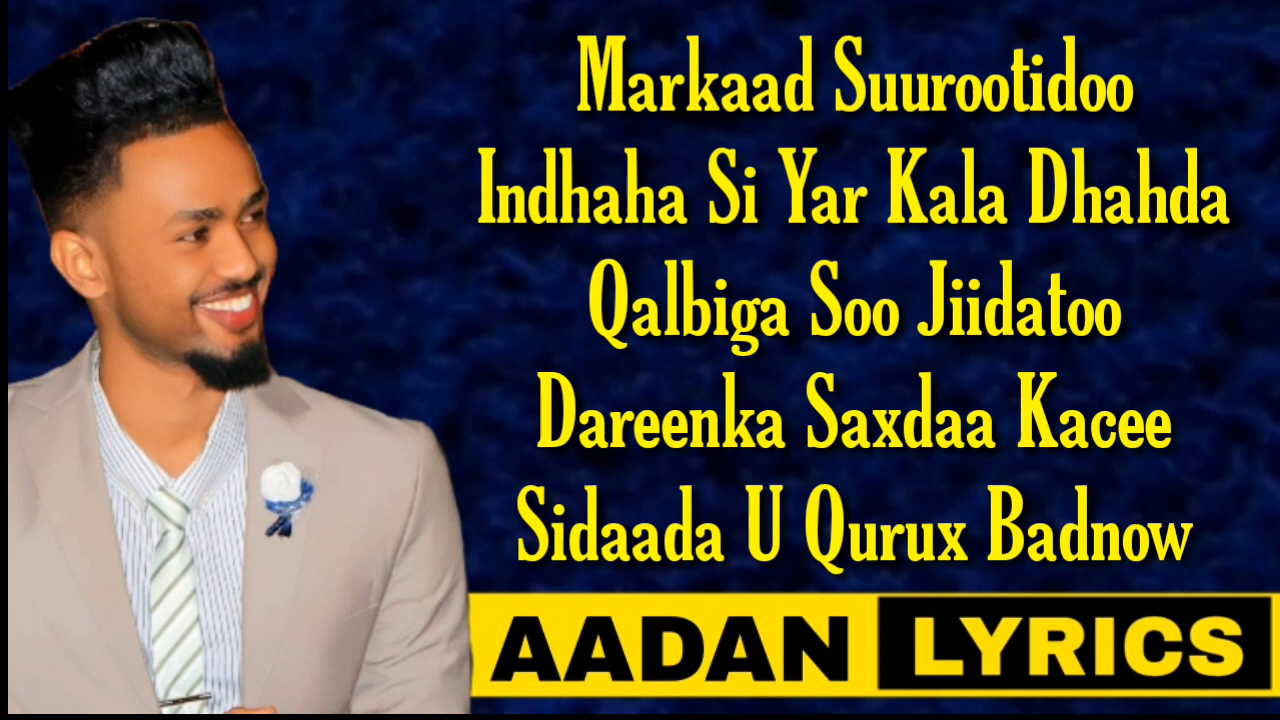 Markaad Suurootidoo
Indhaha Si Yar Kala Dhahda
Qalbiga Soo Jiidatoo
Dareenka Saxdaa Kacee
Sidaada U Qurux Badnow
AADAN LYRICS